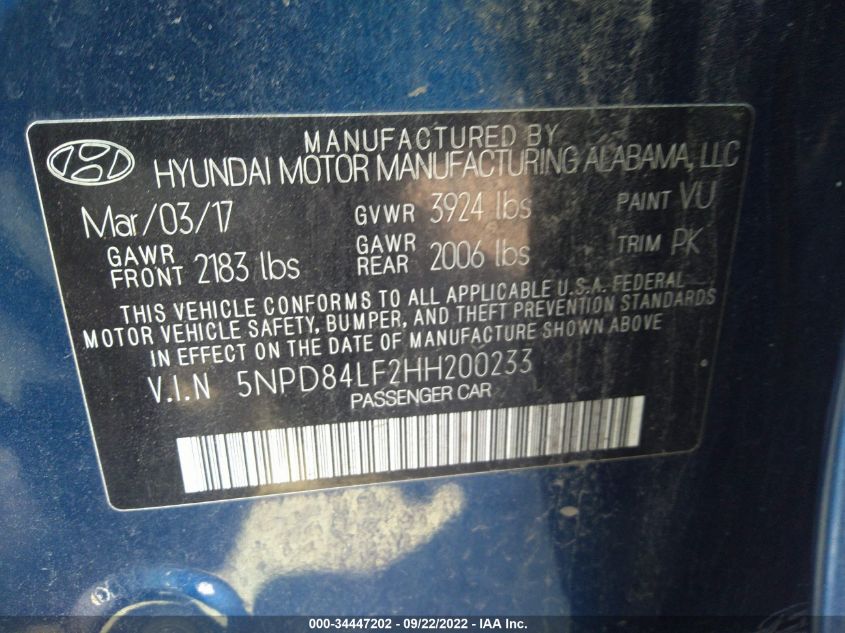 MANUFACTURED BY
HYUNDAI MOTOR MANUFACTURING ALABAMA, LLC
Mar/03/17 GVWR 3924 lbs PAINT VU
GAWR FRONT 2183 lbs GAWR REAR 2006 lbs TRIM PK
THIS VEHICLE CONFORMS TO ALL APPLICABLE U.S.A. FEDERAL
MOTOR VEHICLE SAFETY, BUMPER, AND THEFT PREVENTION STANDARDS
IN EFFECT ON THE DATE OF MANUFACTURE SHOWN ABOVE
V.I.N 5NPD84LF2HH200233
PASSENGER CAR
000-34447202 - 09/22/2022 - IAA Inc.